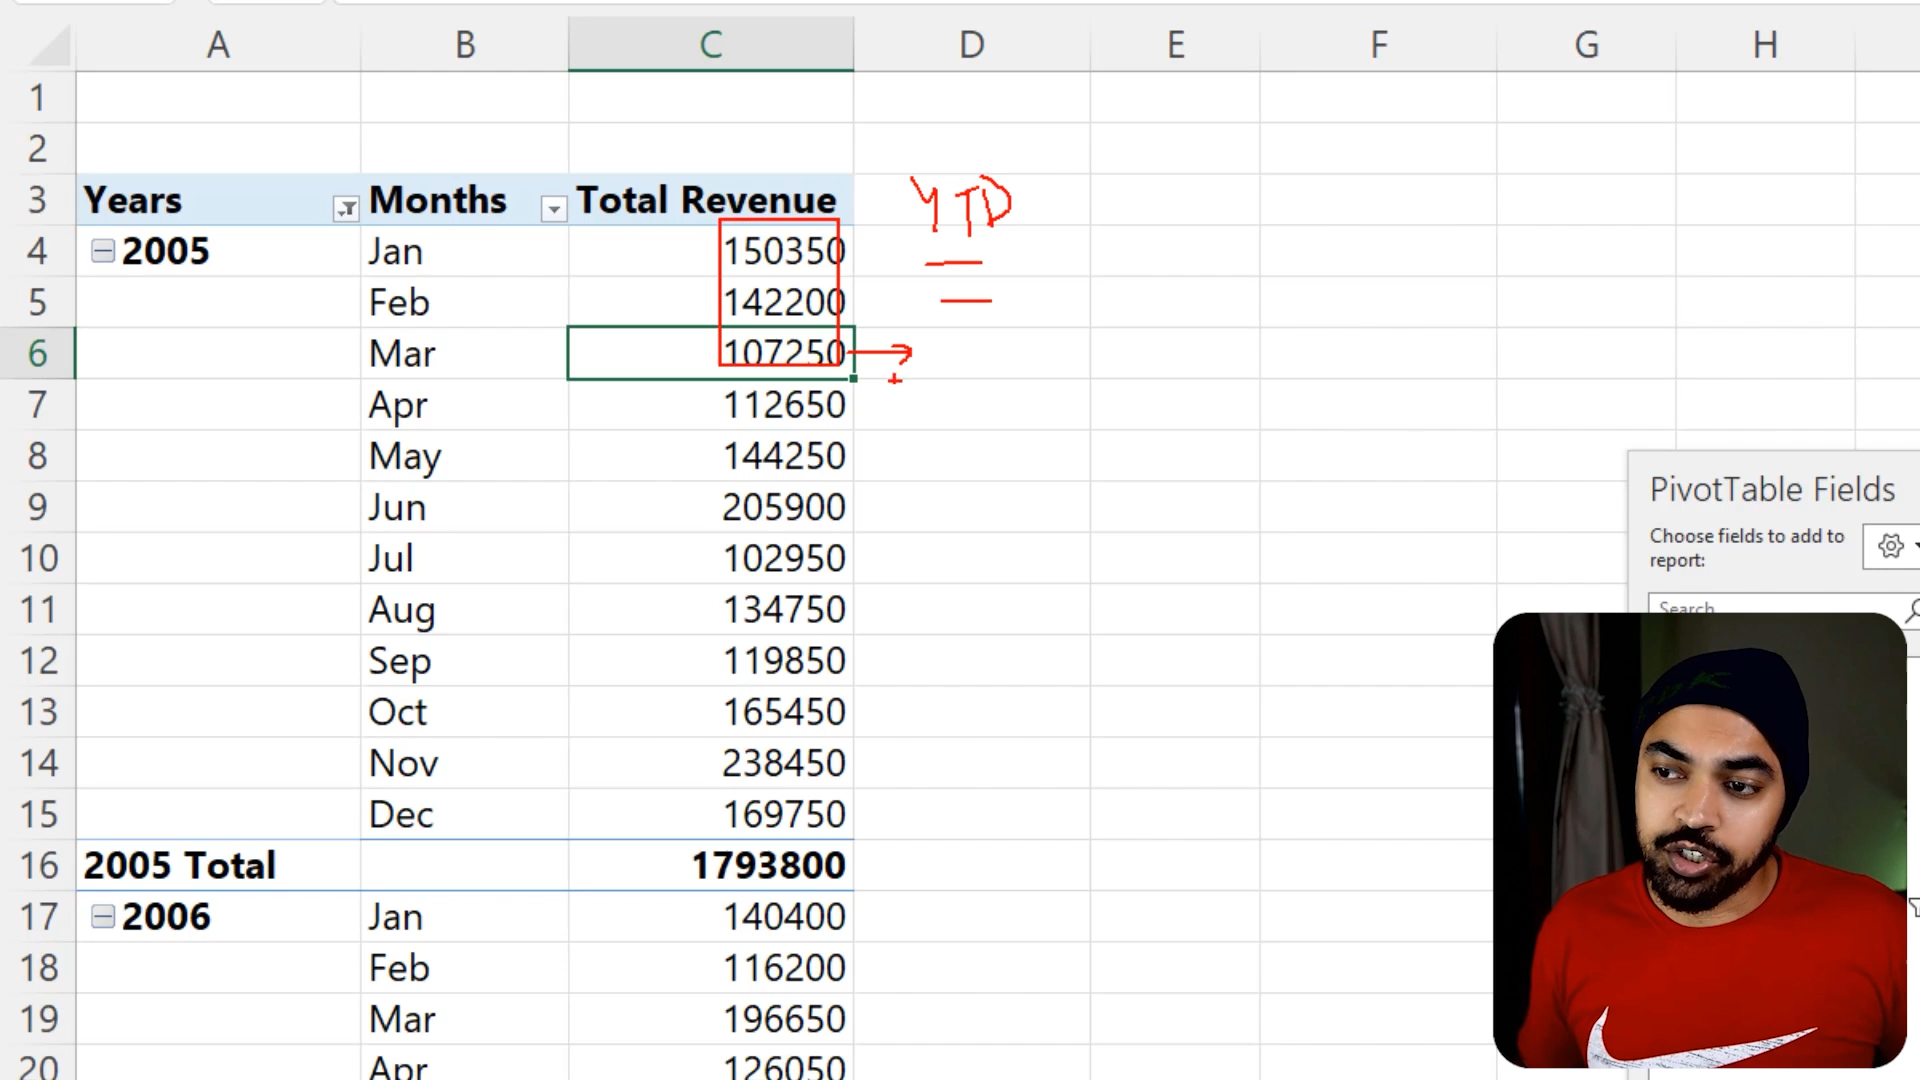 A B C D E F G H
1
2
3 Years Months Total Revenue YTD
4 2005 Jan 150350
5 Feb 142200
6 Mar 107250 ?
7 Apr 112650
8 May 144250
9 Jun 205900
10 Jul 102950
11 Aug 134750
12 Sep 119850
13 Oct 165450
14 Nov 238450
15 Dec 169750
16 2005 Total 1793800
17 2006 Jan 140400
18 Feb 116200
19 Mar 196650
20 Apr 126050
PivotTable Fields
Choose fields to add to
report:
Search